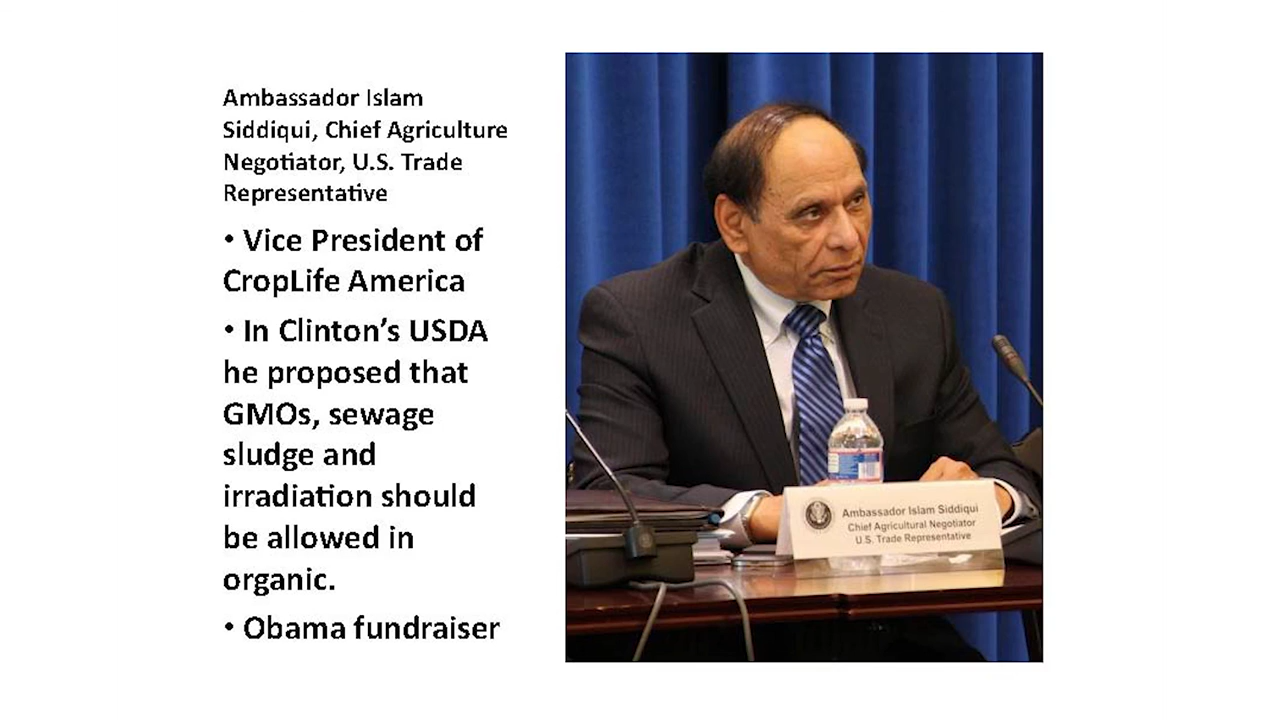 Ambassador Islam
Siddiqui, Chief Agriculture
Negotiator, U.S. Trade
Representative
• Vice President of
CropLife America
• In Clinton’s USDA
he proposed that
GMOs, sewage
sludge and
irradiation should
be allowed in
organic.
• Obama fundraiser
Ambassador Islam Siddiqui
Chief Agricultural Negotiator
U.S. Trade Representative